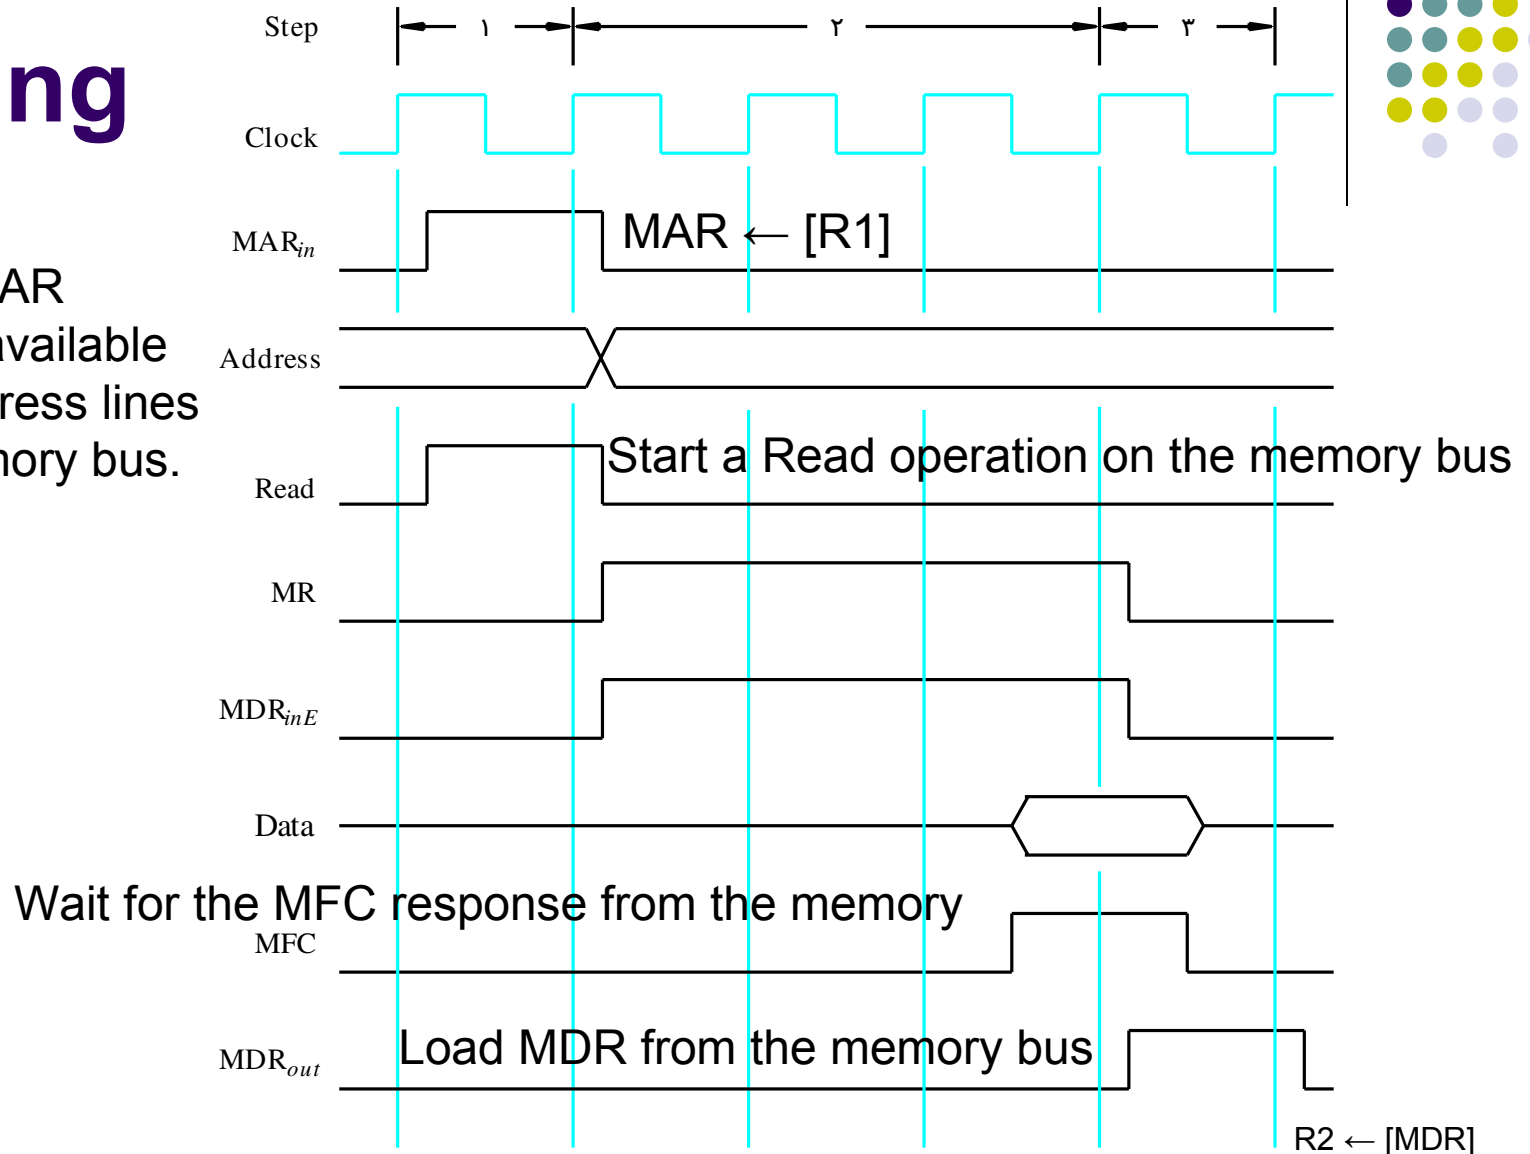 ng
Step ١ ٢ ٣
Clock
MARin MAR ← [R1]
AR
available
ress lines
ory bus.
Address
Read Start a Read operation on the memory bus
MR
MDRinE
Data
Wait for the MFC response from the memory
MFC
MDRout Load MDR from the memory bus
R2 ← [MDR]